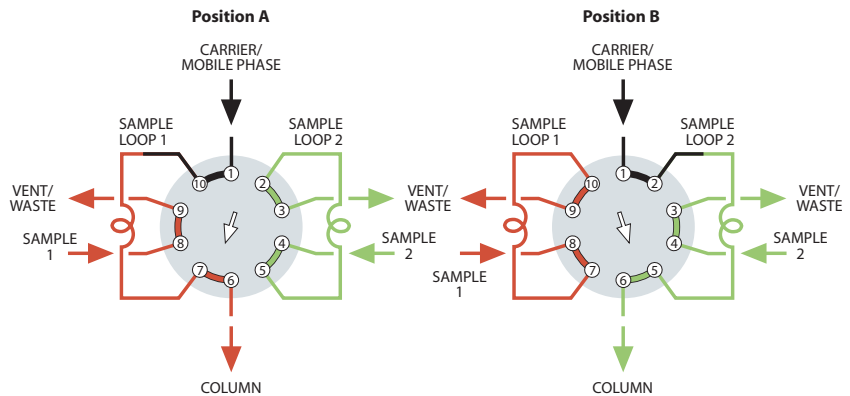 Position A
CARRIER/
MOBILE PHASE
SAMPLE
LOOP 1
SAMPLE
LOOP 2
10
1
2
9
3
8
4
7
6
5
VENT/
WASTE
VENT/
WASTE
SAMPLE
1
SAMPLE
2
COLUMN
Position B
CARRIER/
MOBILE PHASE
SAMPLE
LOOP 1
SAMPLE
LOOP 2
10
1
2
9
3
8
4
7
6
5
VENT/
WASTE
VENT/
WASTE
SAMPLE
1
SAMPLE
2
COLUMN